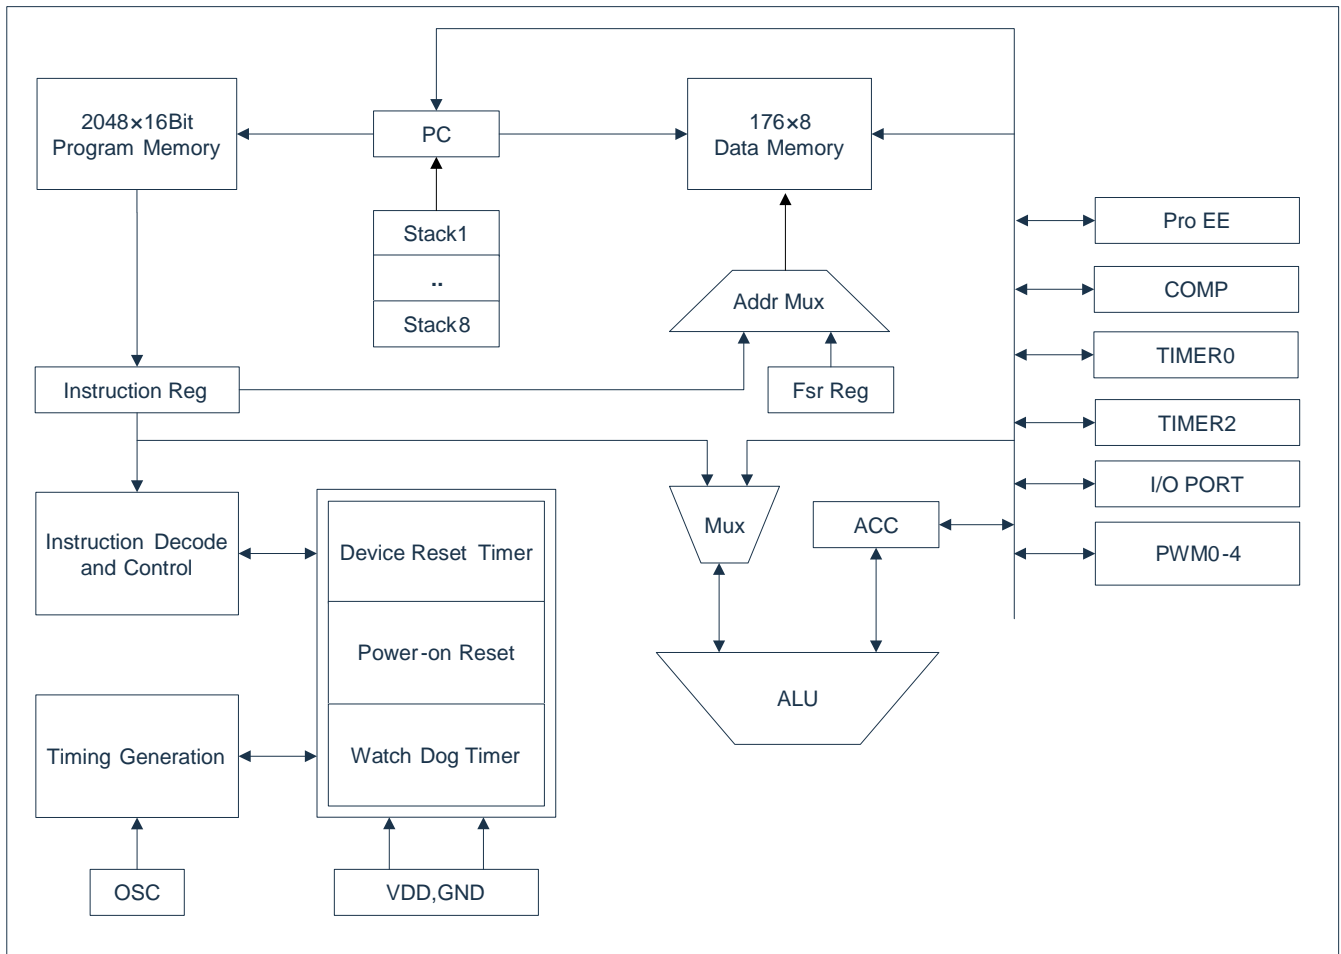 2048×16Bit
Program Memory
PC
176×8
Data Memory
Stack1
..
Stack8
Addr Mux
Pro EE
COMP
TIMER0
Instruction Reg
Fsr Reg
TIMER2
I/O PORT
Mux
ACC
PWM0-4
Instruction Decode
and Control
Device Reset Timer
Power-on Reset
ALU
Timing Generation
Watch Dog Timer
OSC
VDD,GND